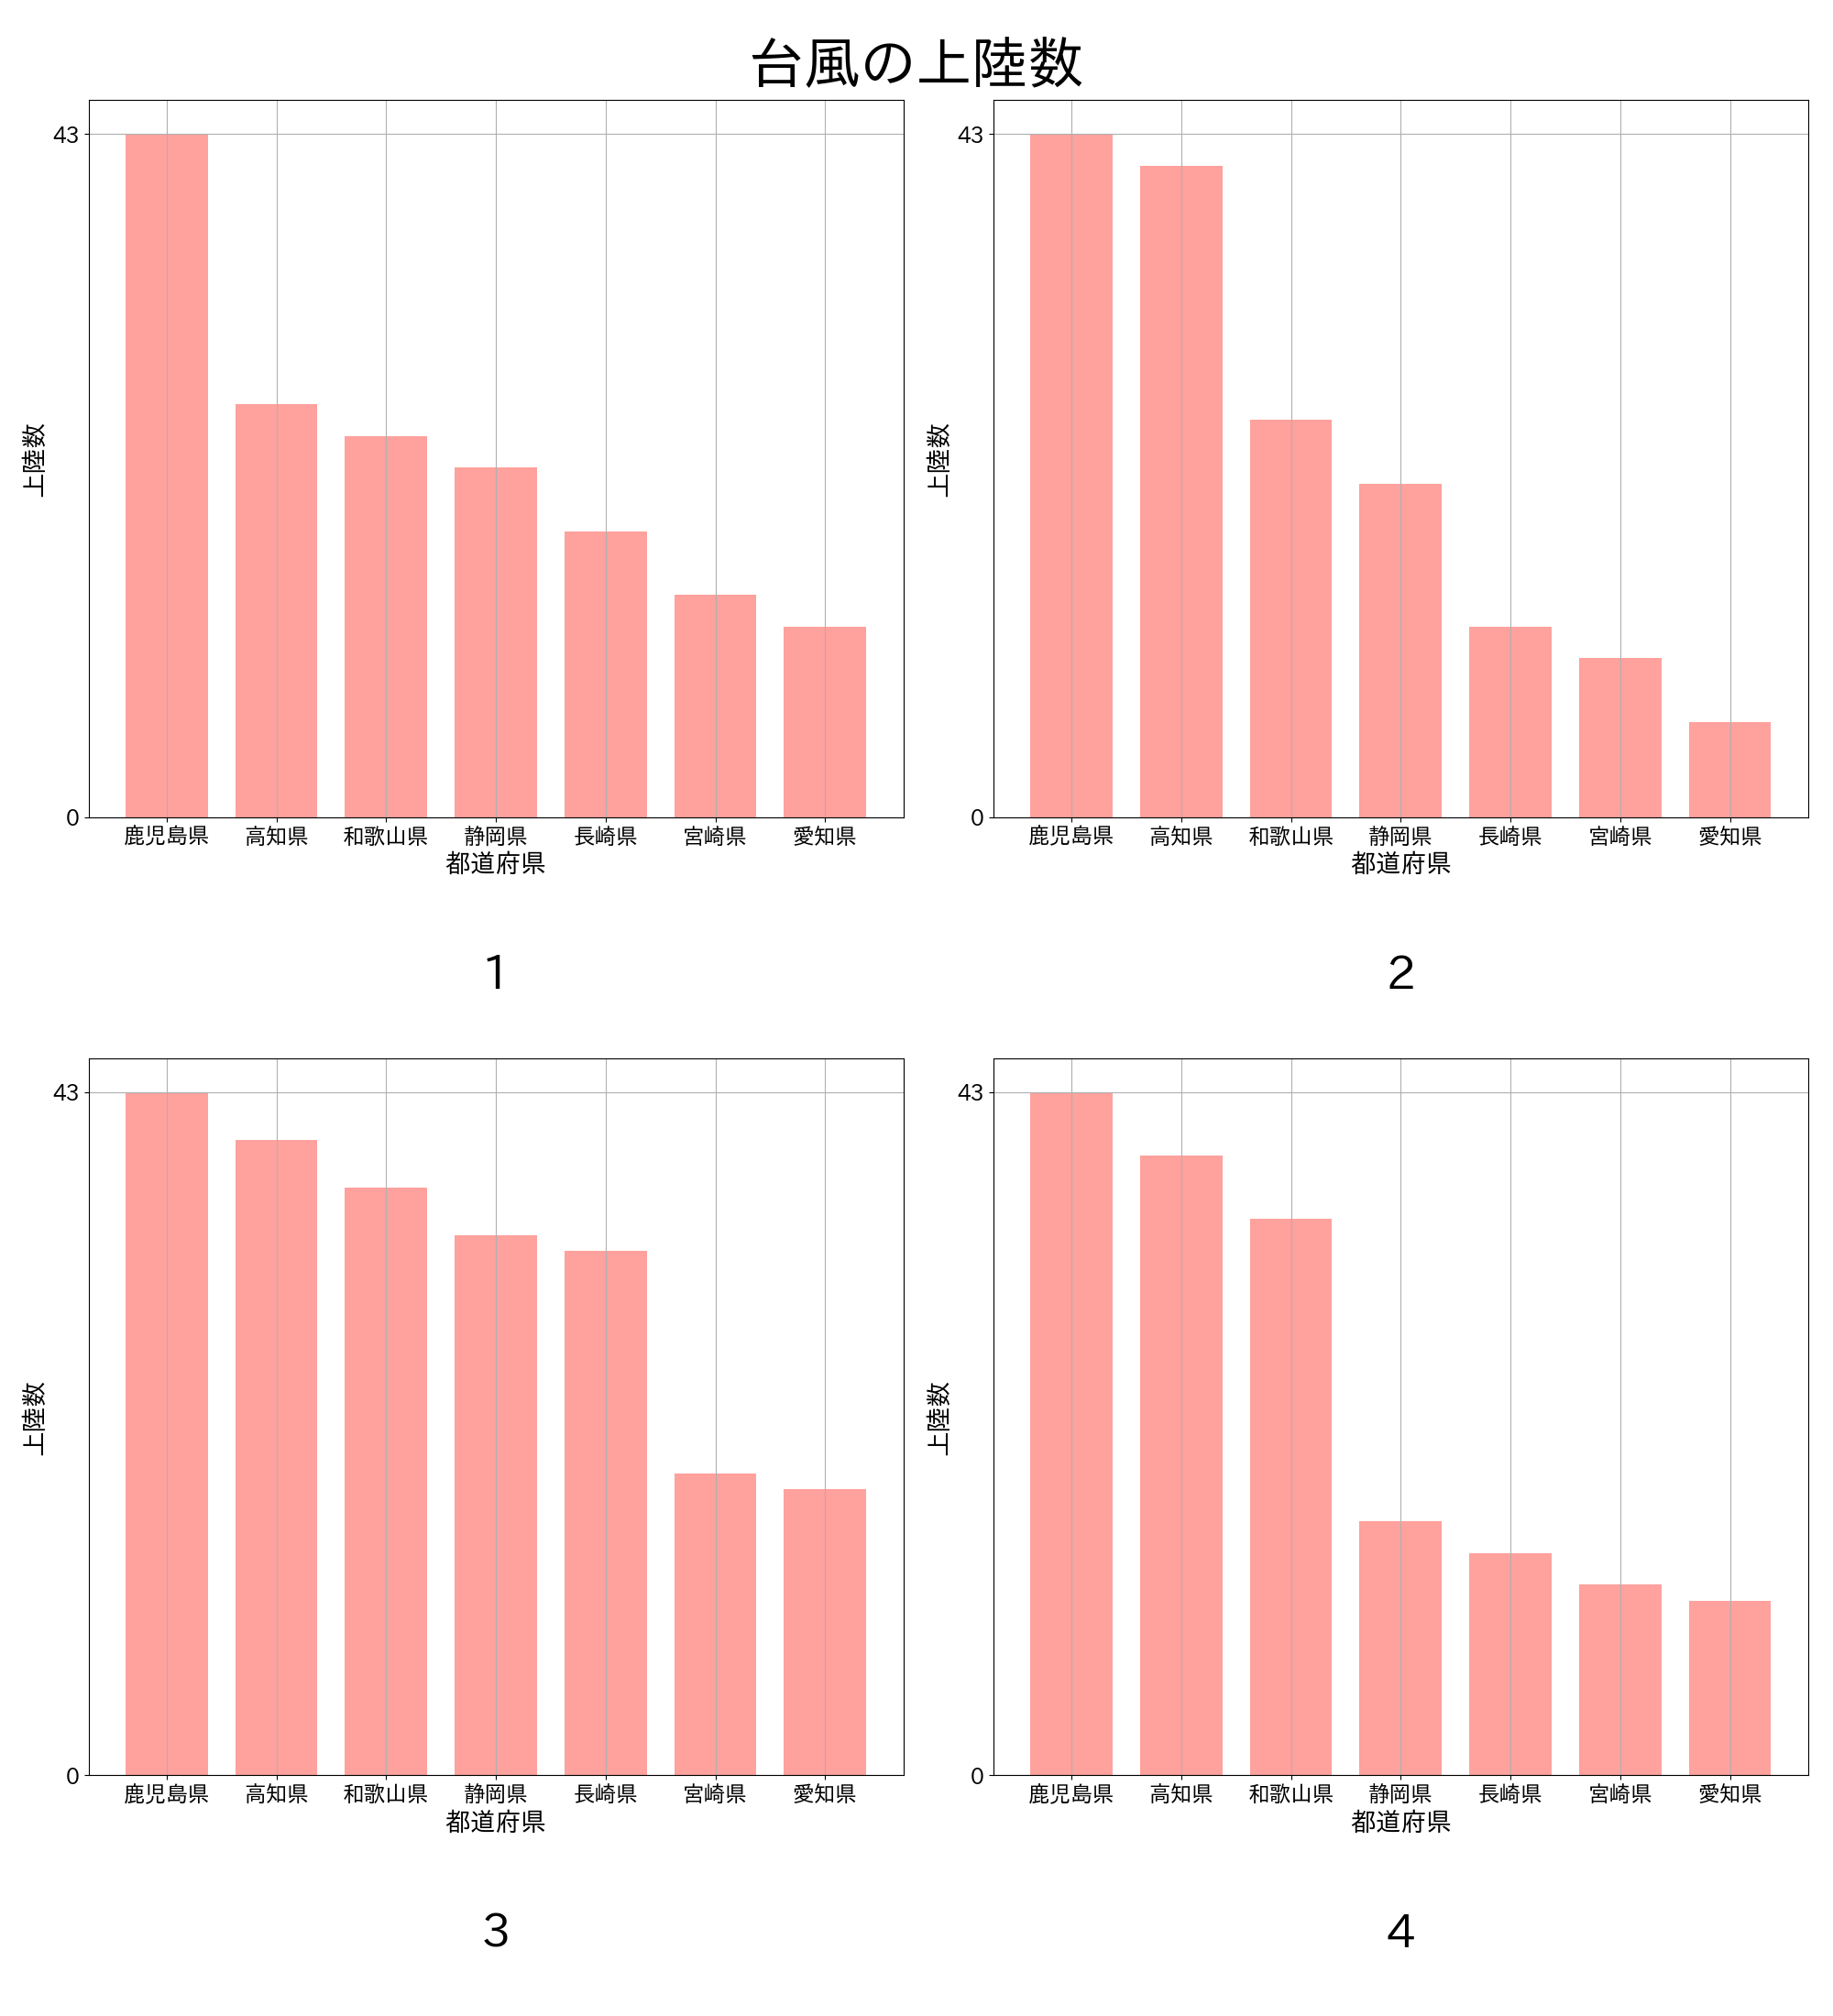 台風の上陸数
43
0
上陸数
鹿児島県 高知県 和歌山県 静岡県 長崎県 宮崎県 愛知県
都道府県
1
43
0
上陸数
鹿児島県 高知県 和歌山県 静岡県 長崎県 宮崎県 愛知県
都道府県
2
43
0
上陸数
鹿児島県 高知県 和歌山県 静岡県 長崎県 宮崎県 愛知県
都道府県
3
43
0
上陸数
鹿児島県 高知県 和歌山県 静岡県 長崎県 宮崎県 愛知県
都道府県
4